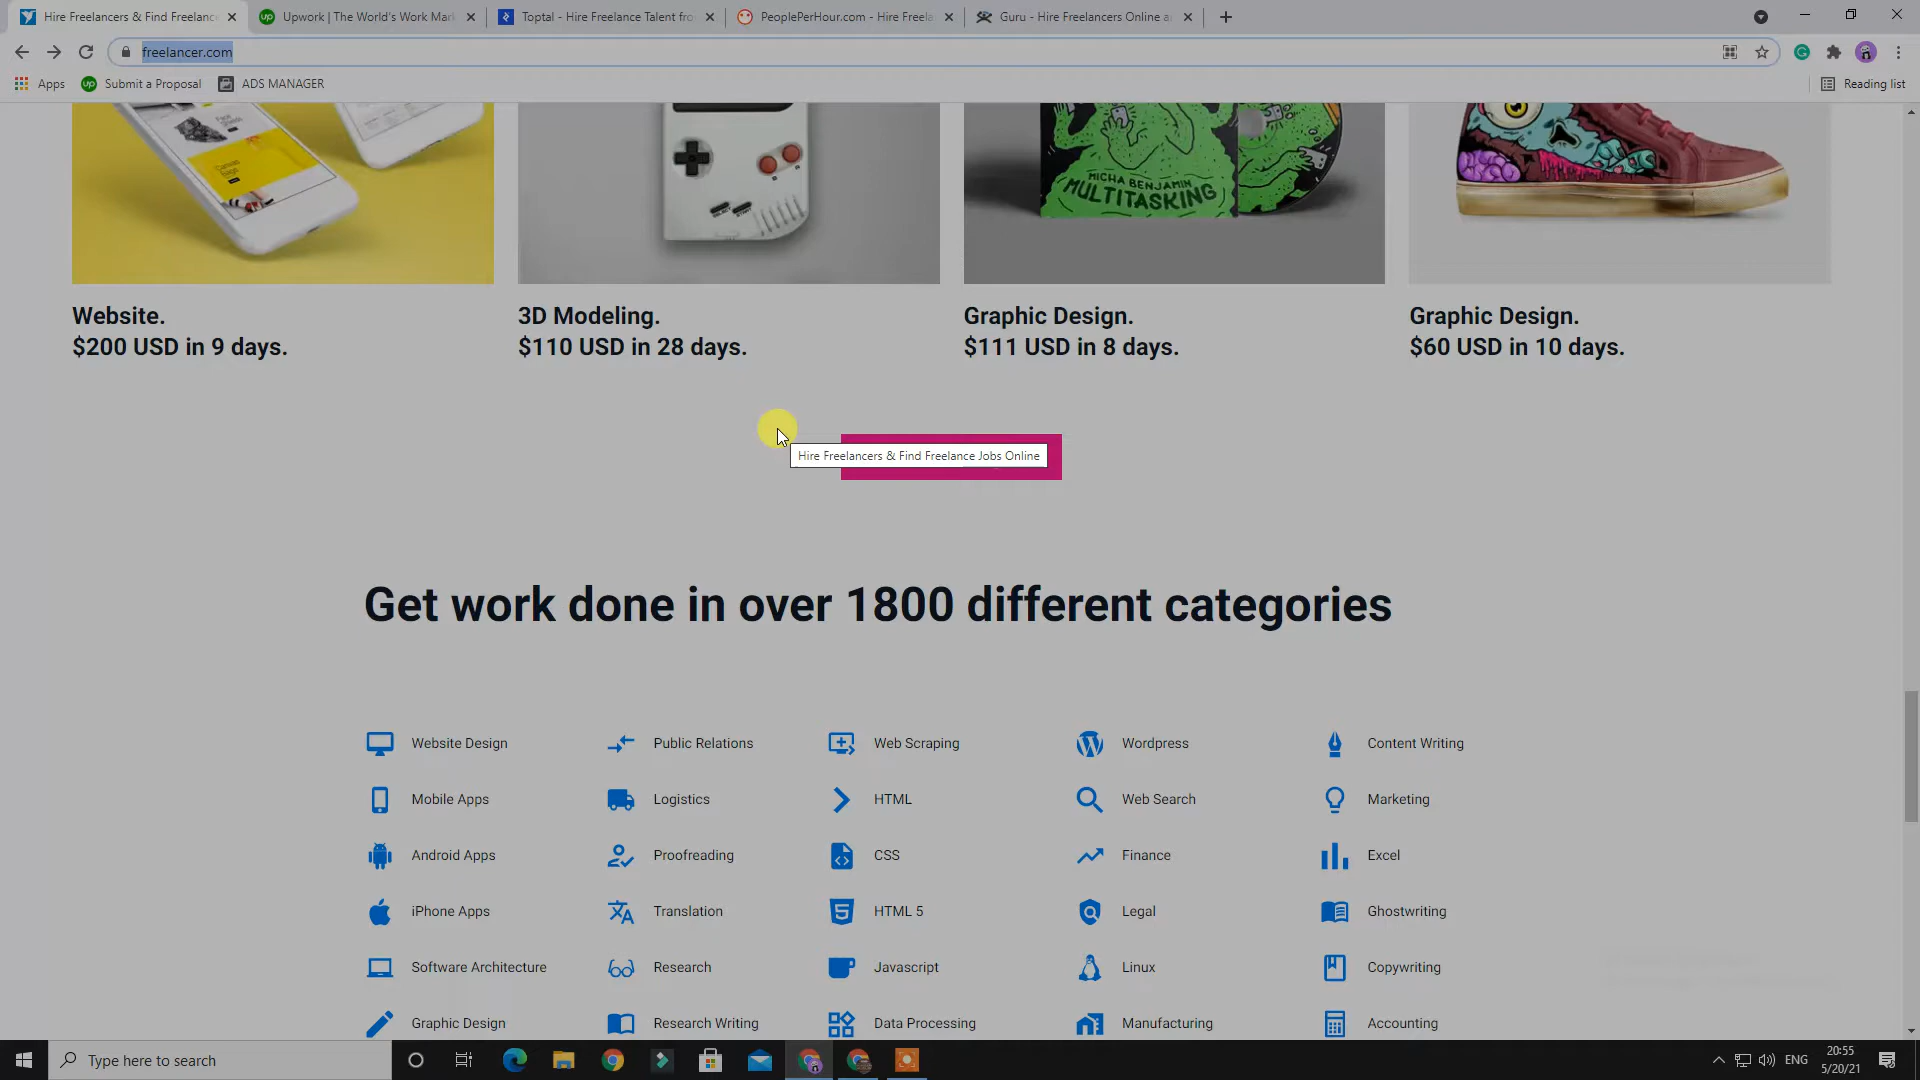 Hire Freelancers & Find Freelanc
Upwork | The World's Work Mark
Toptal - Hire Freelance Talent fro
PeoplePerHour.com - Hire Freela
Guru - Hire Freelancers Online a
freelancer.com
Apps
Submit a Proposal
ADS MANAGER
Reading list
MICHA BENJAMIN
MULTITASKING
Website.
$200 USD in 9 days.
3D Modeling.
$110 USD in 28 days.
Graphic Design.
$111 USD in 8 days.
Graphic Design.
$60 USD in 10 days.
Hire Freelancers & Find Freelance Jobs Online
Get work done in over 1800 different categories
Website Design
Public Relations
Web Scraping
Wordpress
Content Writing
Mobile Apps
Logistics
HTML
Web Search
Marketing
Android Apps
Proofreading
CSS
Finance
Excel
iPhone Apps
Translation
HTML 5
Legal
Ghostwriting
Software Architecture
Research
Javascript
Linux
Copywriting
Graphic Design
Research Writing
Data Processing
Manufacturing
Accounting
Type here to search
ENG
20:55
5/20/21